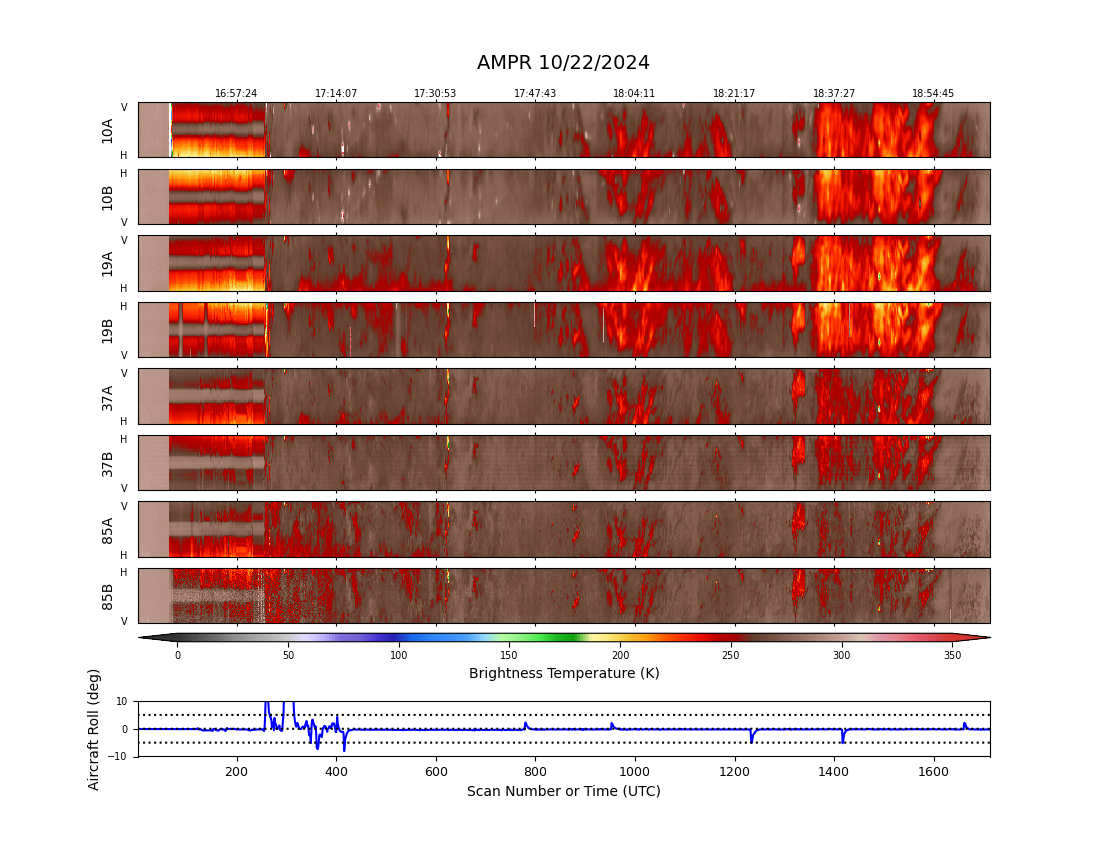 AMPR 10/22/2024
16:57:24 17:14:07 17:30:53 17:47:43 18:04:11 18:21:17 18:37:27 18:54:45
V
10A
H
H
10B
V
V
19A
H
H
19B
V
V
37A
H
H
37B
V
V
85A
H
H
85B
V
0 50 100 150 200 250 300 350
Brightness Temperature (K)
Aircraft Roll (deg)
10
0
−10
200 400 600 800 1000 1200 1400 1600
Scan Number or Time (UTC)